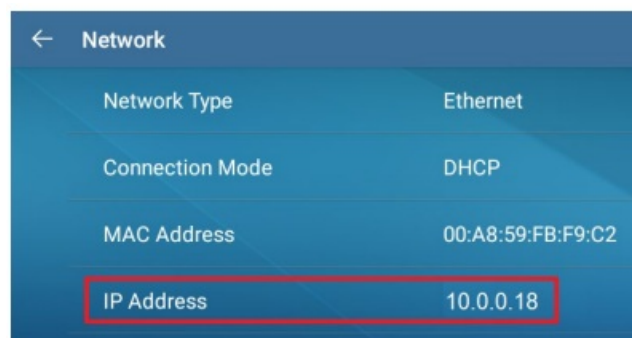 Network
Network Type Ethernet
Connection Mode DHCP
MAC Address 00:A8:59:FB:F9:C2
IP Address 10.0.0.18